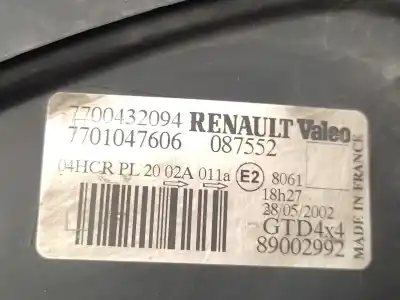 7700432094 RENAULT Valeo
7701047606 087552
04HCR PL 20 02A 011a E2 8061
18h27
28/05/2002
GTD4x4
89002992
MADE IN FRANCE